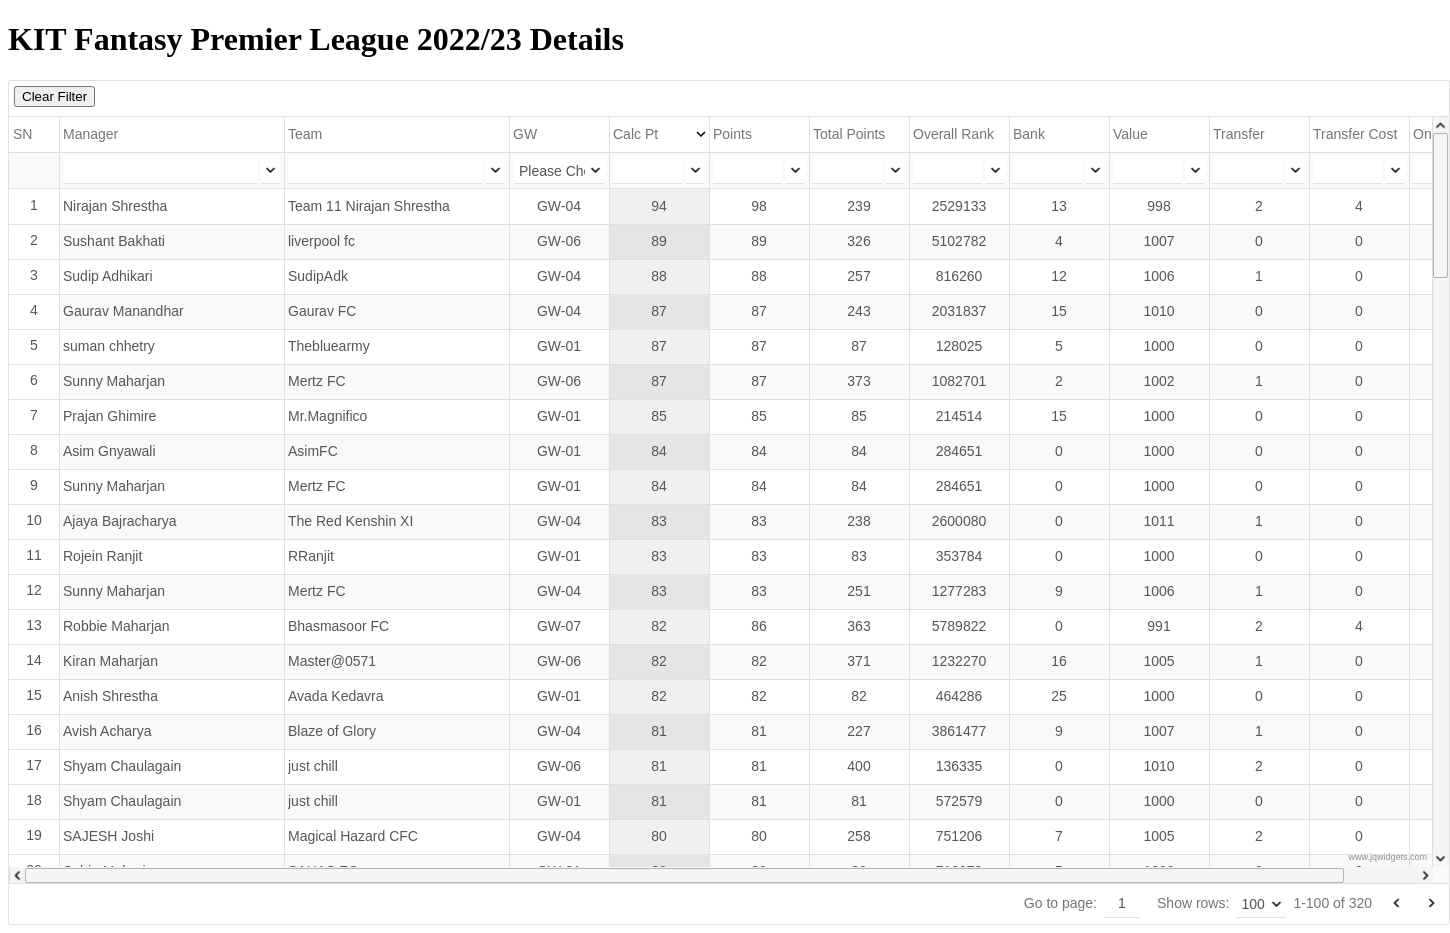 KIT Fantasy Premier League 2022/23 Details
Clear Filter
SN Manager Team GW Calc Pt Points Total Points Overall Rank Bank Value Transfer Transfer Cost On
Please Cho
1 Nirajan Shrestha Team 11 Nirajan Shrestha GW-04 94 98 239 2529133 13 998 2 4
2 Sushant Bakhati liverpool fc GW-06 89 89 326 5102782 4 1007 0 0
3 Sudip Adhikari SudipAdk GW-04 88 88 257 816260 12 1006 1 0
4 Gaurav Manandhar Gaurav FC GW-04 87 87 243 2031837 15 1010 0 0
5 suman chhetry Thebluearmy GW-01 87 87 87 128025 5 1000 0 0
6 Sunny Maharjan Mertz FC GW-06 87 87 373 1082701 2 1002 1 0
7 Prajan Ghimire Mr.Magnifico GW-01 85 85 85 214514 15 1000 0 0
8 Asim Gnyawali AsimFC GW-01 84 84 84 284651 0 1000 0 0
9 Sunny Maharjan Mertz FC GW-01 84 84 84 284651 0 1000 0 0
10 Ajaya Bajracharya The Red Kenshin XI GW-04 83 83 238 2600080 0 1011 1 0
11 Rojein Ranjit RRanjit GW-01 83 83 83 353784 0 1000 0 0
12 Sunny Maharjan Mertz FC GW-04 83 83 251 1277283 9 1006 1 0
13 Robbie Maharjan Bhasmasoor FC GW-07 82 86 363 5789822 0 991 2 4
14 Kiran Maharjan Master@0571 GW-06 82 82 371 1232270 16 1005 1 0
15 Anish Shrestha Avada Kedavra GW-01 82 82 82 464286 25 1000 0 0
16 Avish Acharya Blaze of Glory GW-04 81 81 227 3861477 9 1007 1 0
17 Shyam Chaulagain just chill GW-06 81 81 400 136335 0 1010 2 0
18 Shyam Chaulagain just chill GW-01 81 81 81 572579 0 1000 0 0
19 SAJESH Joshi Magical Hazard CFC GW-04 80 80 258 751206 7 1005 2 0
www.jqwidgets.com
Go to page: 1 Show rows: 100 1-100 of 320